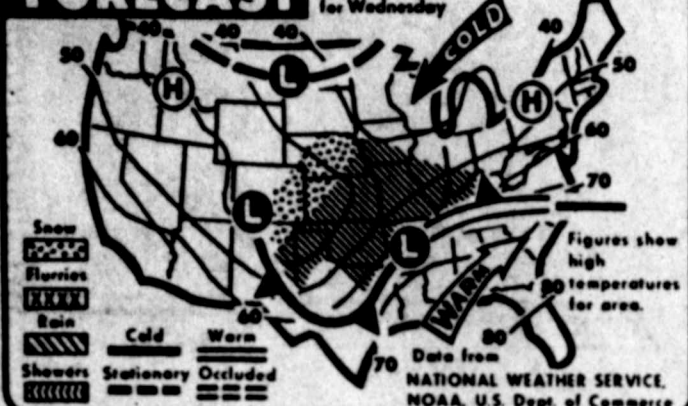 FORECAST
for Wednesday
40
40
40
40
50
H
L
COLD
H
50
60
60
70
L
L
Snow
Flurries
Rain
Showers
Cold
Warm
Stationary
Occluded
60
WARM
Figures show
high
80 temperatures
for area.
80
70
Data from
NATIONAL WEATHER SERVICE,
NOAA, U.S. Dept. of Commerce